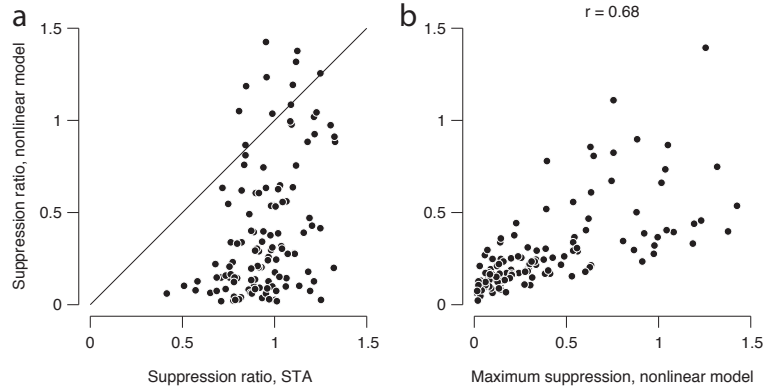 a
b
r = 0.68
Suppression ratio, nonlinear model
1.5
1
0.5
0
0
0.5
1
1.5
Suppression ratio, STA
1.5
1
0.5
0
0
0.5
1
1.5
Maximum suppression, nonlinear model